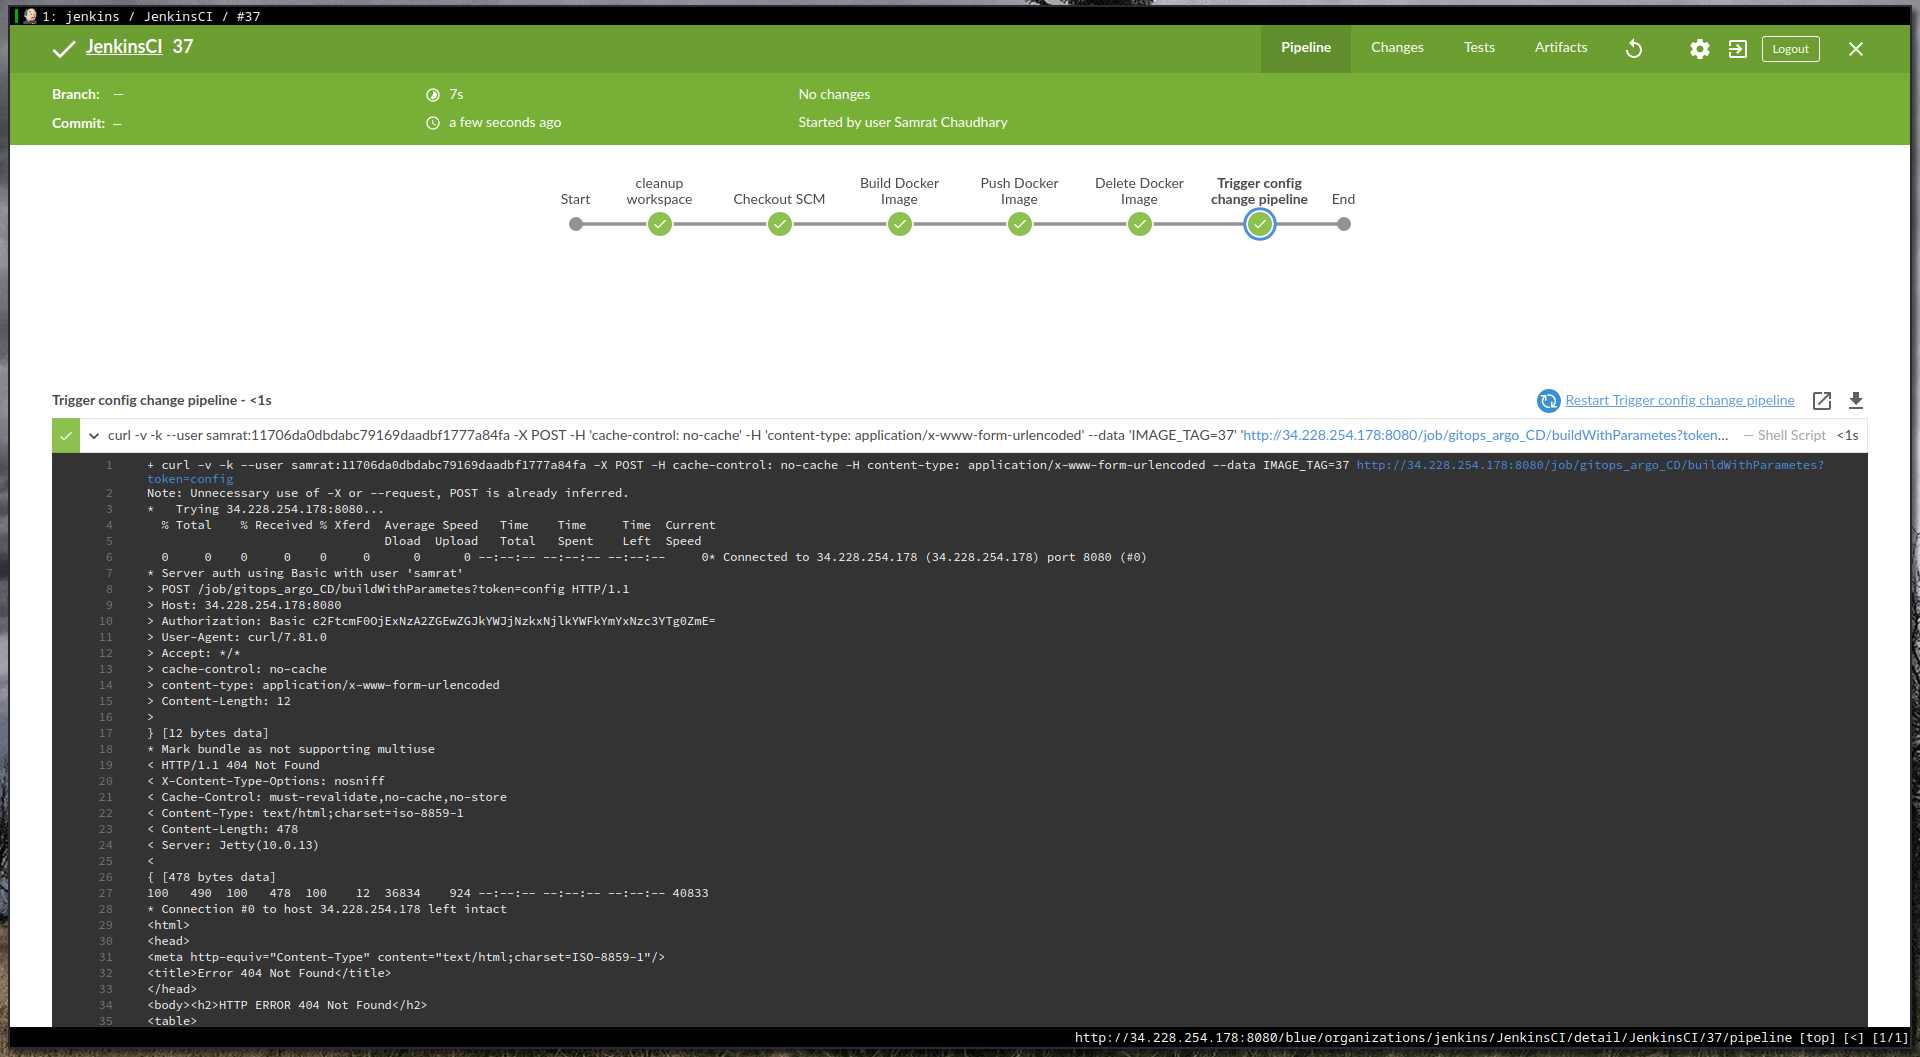 1: jenkins / JenkinsCI / #37
JenkinsCI 37
Pipeline Changes Tests Artifacts Logout
Branch: —
7s
No changes
Commit: —
a few seconds ago
Started by user Samrat Chaudhary
Start
cleanup workspace
Checkout SCM
Build Docker Image
Push Docker Image
Delete Docker Image
Trigger config change pipeline
End
Trigger config change pipeline - <1s
Restart Trigger config change pipeline
curl -v -k --user samrat:11706da0dbdabc79169daadbf1777a84fa -X POST -H 'cache-control: no-cache' -H 'content-type: application/x-www-form-urlencoded' --data 'IMAGE_TAG=37' 'http://34.228.254.178:8080/job/gitops_argo_CD/buildWithParametes?token... — Shell Script <1s
1 + curl -v -k --user samrat:11706da0dbdabc79169daadbf1777a84fa -X POST -H cache-control: no-cache -H content-type: application/x-www-form-urlencoded --data IMAGE_TAG=37 http://34.228.254.178:8080/job/gitops_argo_CD/buildWithParametes?
token=config
2 Note: Unnecessary use of -X or --request, POST is already inferred.
3 *   Trying 34.228.254.178:8080...
4   % Total    % Received % Xferd  Average Speed   Time    Time     Time  Current
5                                  Dload  Upload   Total   Spent    Left  Speed
6   0     0    0     0    0     0      0      0 --:--:-- --:--:-- --:--:--     0* Connected to 34.228.254.178 (34.228.254.178) port 8080 (#0)
7 * Server auth using Basic with user 'samrat'
8 > POST /job/gitops_argo_CD/buildWithParametes?token=config HTTP/1.1
9 > Host: 34.228.254.178:8080
10 > Authorization: Basic c2FtcmF0OjExNzA2ZGEwZGJkYWJjNzkxNjlkYWFkYmYxNzc3YTg0ZmE=
11 > User-Agent: curl/7.81.0
12 > Accept: */*
13 > cache-control: no-cache
14 > content-type: application/x-www-form-urlencoded
15 > Content-Length: 12
16 >
17 } [12 bytes data]
18 * Mark bundle as not supporting multiuse
19 < HTTP/1.1 404 Not Found
20 < X-Content-Type-Options: nosniff
21 < Cache-Control: must-revalidate,no-cache,no-store
22 < Content-Type: text/html;charset=iso-8859-1
23 < Content-Length: 478
24 < Server: Jetty(10.0.13)
25 <
26 { [478 bytes data]
27 100   490  100   478  100    12  36834    924 --:--:-- --:--:-- --:--:-- 40833
28 * Connection #0 to host 34.228.254.178 left intact
29 <html>
30 <head>
31 <meta http-equiv="Content-Type" content="text/html;charset=ISO-8859-1"/>
32 <title>Error 404 Not Found</title>
33 </head>
34 <body><h2>HTTP ERROR 404 Not Found</h2>
35 <table>
http://34.228.254.178:8080/blue/organizations/jenkins/JenkinsCI/detail/JenkinsCI/37/pipeline [top] [<] [1/1]